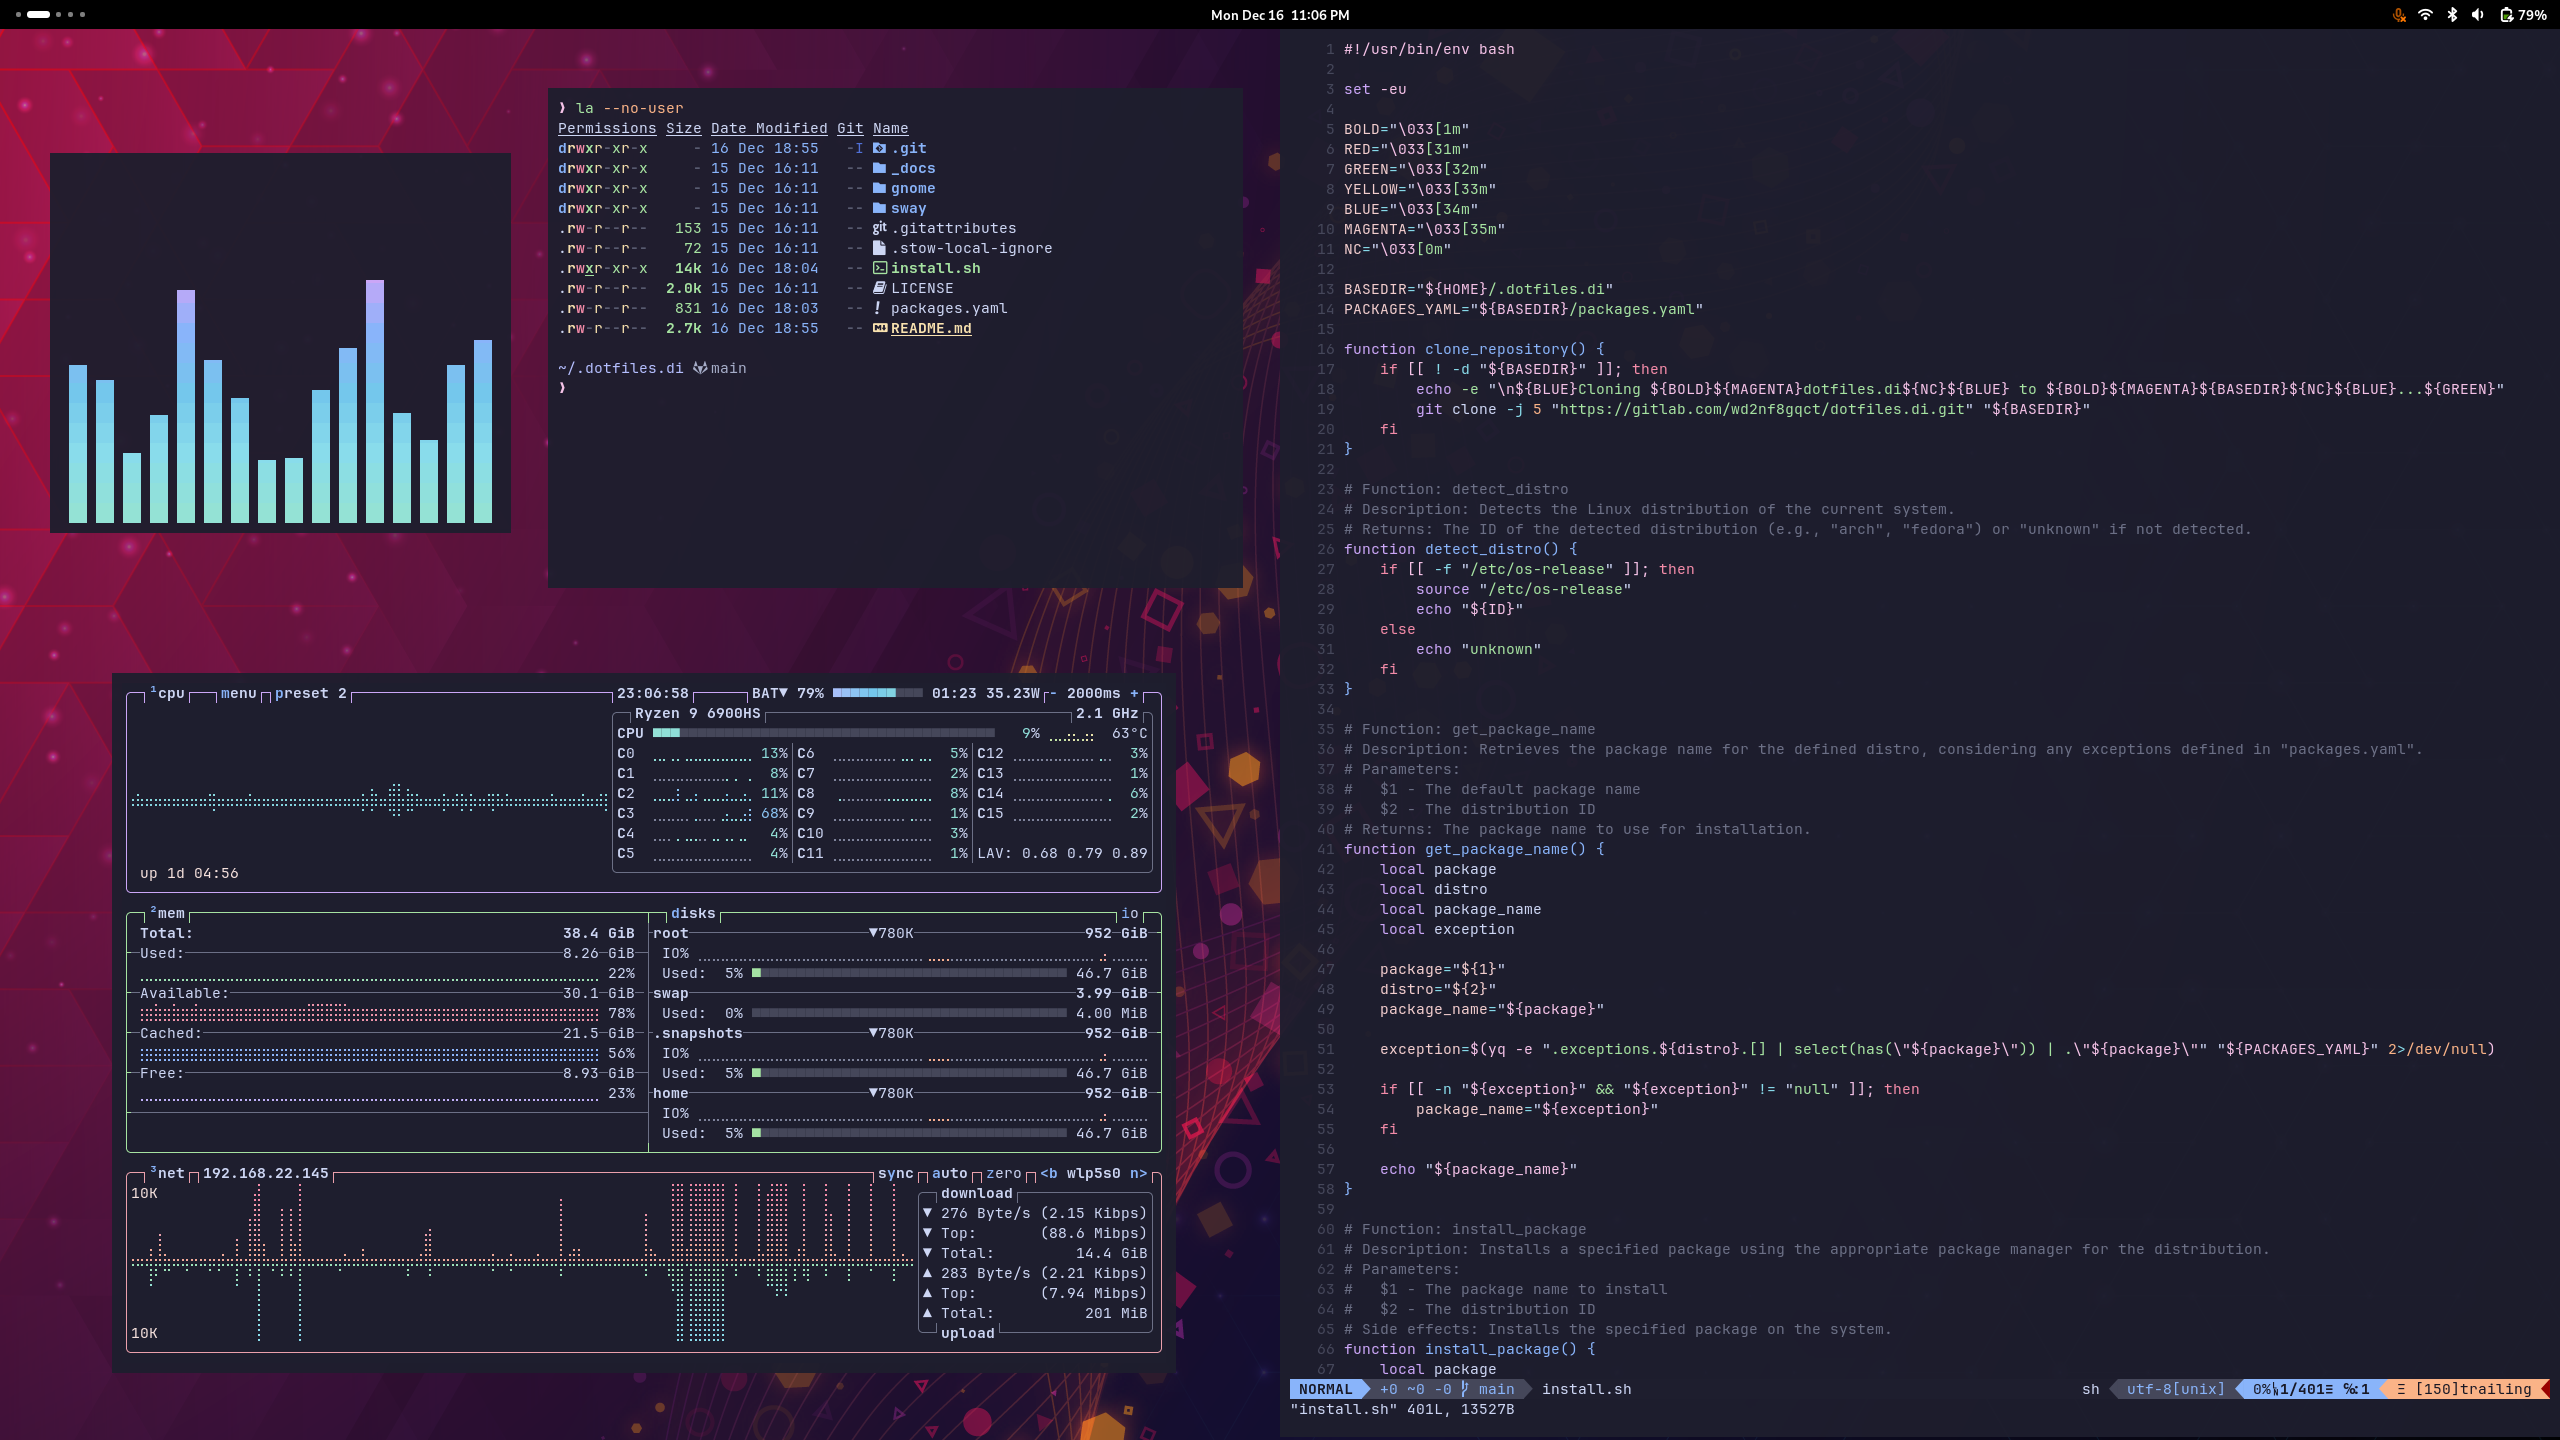 Mon Dec 16  11:06 PM
79%
❱ la --no-user
Permissions Size Date Modified Git Name
drwxr-xr-x     - 16 Dec 18:55   -I .git
drwxr-xr-x     - 15 Dec 16:11   -- _docs
drwxr-xr-x     - 15 Dec 16:11   -- gnome
drwxr-xr-x     - 15 Dec 16:11   -- sway
.rw-r--r--   153 15 Dec 16:11   -- .gitattributes
.rw-r--r--    72 15 Dec 16:11   -- .stow-local-ignore
.rwxr-xr-x   14k 16 Dec 18:04   -- install.sh
.rw-r--r--  2.0k 15 Dec 16:11   -- LICENSE
.rw-r--r--   831 16 Dec 18:03   -- packages.yaml
.rw-r--r--  2.7k 16 Dec 18:55   -- README.md
~/.dotfiles.di main
❱
¹cpu menu preset 2 23:06:58 BAT▼ 79% 01:23 35.23W - 2000ms +
Ryzen 9 6900HS 2.1 GHz
CPU 9% 63°C
C0 13% C6 5% C12 3%
C1 8% C7 2% C13 1%
C2 11% C8 8% C14 6%
C3 68% C9 1% C15 2%
C4 4% C10 3%
C5 4% C11 1% LAV: 0.68 0.79 0.89
up 1d 04:56
²mem
Total: 38.4 GiB
Used: 8.26 GiB
22%
Available: 30.1 GiB
78%
Cached: 21.5 GiB
56%
Free: 8.93 GiB
23%
disks io
root ▼780K 952 GiB
IO%
Used: 5% 46.7 GiB
swap 3.99 GiB
Used: 0% 4.00 MiB
.snapshots ▼780K 952 GiB
IO%
Used: 5% 46.7 GiB
home ▼780K 952 GiB
IO%
Used: 5% 46.7 GiB
³net 192.168.22.145 sync auto zero <b wlp5s0 n>
10K
10K
download
▼ 276 Byte/s (2.15 Kibps)
▼ Top: (88.6 Mibps)
▼ Total: 14.4 GiB
▲ 283 Byte/s (2.21 Kibps)
▲ Top: (7.94 Mibps)
▲ Total: 201 MiB
upload
1 #!/usr/bin/env bash
2
3 set -eu
4
5 BOLD="\033[1m"
6 RED="\033[31m"
7 GREEN="\033[32m"
8 YELLOW="\033[33m"
9 BLUE="\033[34m"
10 MAGENTA="\033[35m"
11 NC="\033[0m"
12
13 BASEDIR="${HOME}/.dotfiles.di"
14 PACKAGES_YAML="${BASEDIR}/packages.yaml"
15
16 function clone_repository() {
17     if [[ ! -d "${BASEDIR}" ]]; then
18         echo -e "\n${BLUE}Cloning ${BOLD}${MAGENTA}dotfiles.di${NC}${BLUE} to ${BOLD}${MAGENTA}${BASEDIR}${NC}${BLUE}...${GREEN}"
19         git clone -j 5 "https://gitlab.com/wd2nf8gqct/dotfiles.di.git" "${BASEDIR}"
20     fi
21 }
22
23 # Function: detect_distro
24 # Description: Detects the Linux distribution of the current system.
25 # Returns: The ID of the detected distribution (e.g., "arch", "fedora") or "unknown" if not detected.
26 function detect_distro() {
27     if [[ -f "/etc/os-release" ]]; then
28         source "/etc/os-release"
29         echo "${ID}"
30     else
31         echo "unknown"
32     fi
33 }
34
35 # Function: get_package_name
36 # Description: Retrieves the package name for the defined distro, considering any exceptions defined in "packages.yaml".
37 # Parameters:
38 #   $1 - The default package name
39 #   $2 - The distribution ID
40 # Returns: The package name to use for installation.
41 function get_package_name() {
42     local package
43     local distro
44     local package_name
45     local exception
46
47     package="${1}"
48     distro="${2}"
49     package_name="${package}"
50
51     exception=$(yq -e ".exceptions.${distro}.[] | select(has(\"${package}\")) | .\"${package}\"" "${PACKAGES_YAML}" 2>/dev/null)
52
53     if [[ -n "${exception}" && "${exception}" != "null" ]]; then
54         package_name="${exception}"
55     fi
56
57     echo "${package_name}"
58 }
59
60 # Function: install_package
61 # Description: Installs a specified package using the appropriate package manager for the distribution.
62 # Parameters:
63 #   $1 - The package name to install
64 #   $2 - The distribution ID
65 # Side effects: Installs the specified package on the system.
66 function install_package() {
67     local package
NORMAL +0 ~0 -0 main install.sh sh utf-8[unix] 0% 1/401≡ ℅:1 Ξ [150]trailing
"install.sh" 401L, 13527B